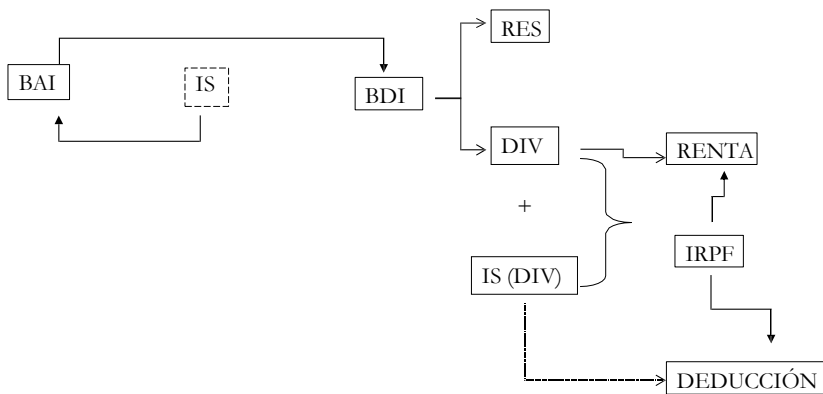 RES
BAI
IS
BDI
DIV
RENTA
+
IRPF
IS (DIV)
DEDUCCIÓN